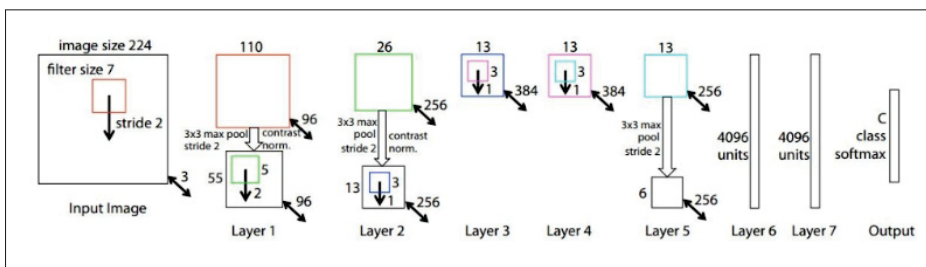 image size 224
filter size 7
stride 2
3
Input Image
110
96
3x3 max pool
stride 2
contrast
norm.
55
5
2
96
Layer 1
26
256
3x3 max pool
stride 2
contrast
norm.
13
3
1
256
Layer 2
13
3
1
384
Layer 3
13
3
1
384
Layer 4
13
256
3x3 max
pool
stride 2
6
256
Layer 5
4096
units
Layer 6
4096
units
Layer 7
C
class
softmax
Output